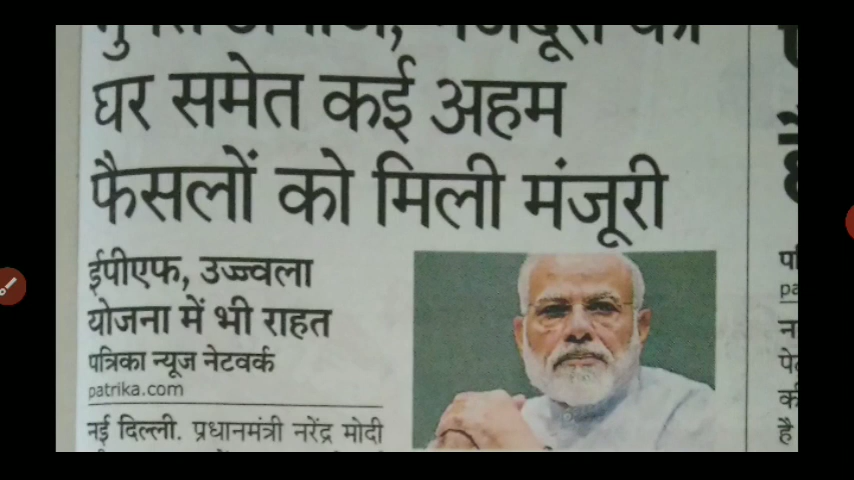 घर समेत कई अहम
फैसलों को मिली मंजूरी
ईपीएफ, उज्ज्वला
योजना में भी राहत
पत्रिका न्यूज नेटवर्क
patrika.com
नई दिल्ली. प्रधानमंत्री नरेंद्र मोदी